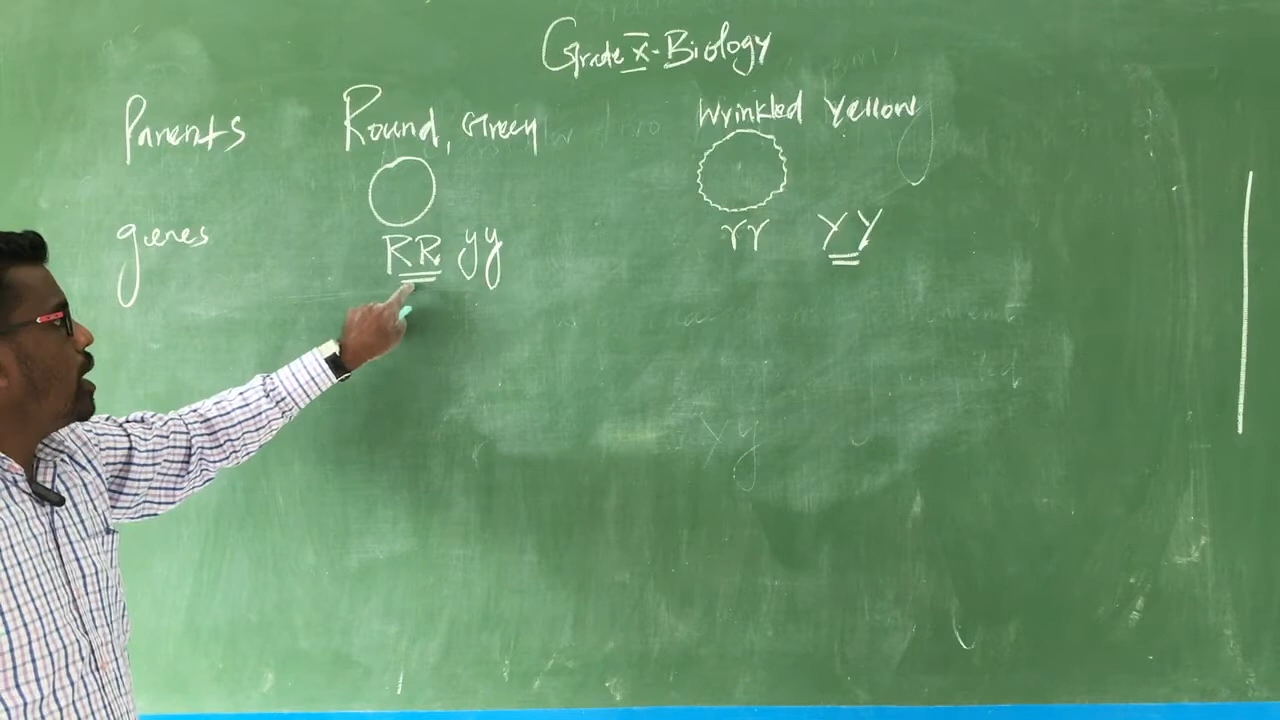 Grade X - Biology
Parents Round, Green Wrinkled Yellow
genes RR yy rr YY